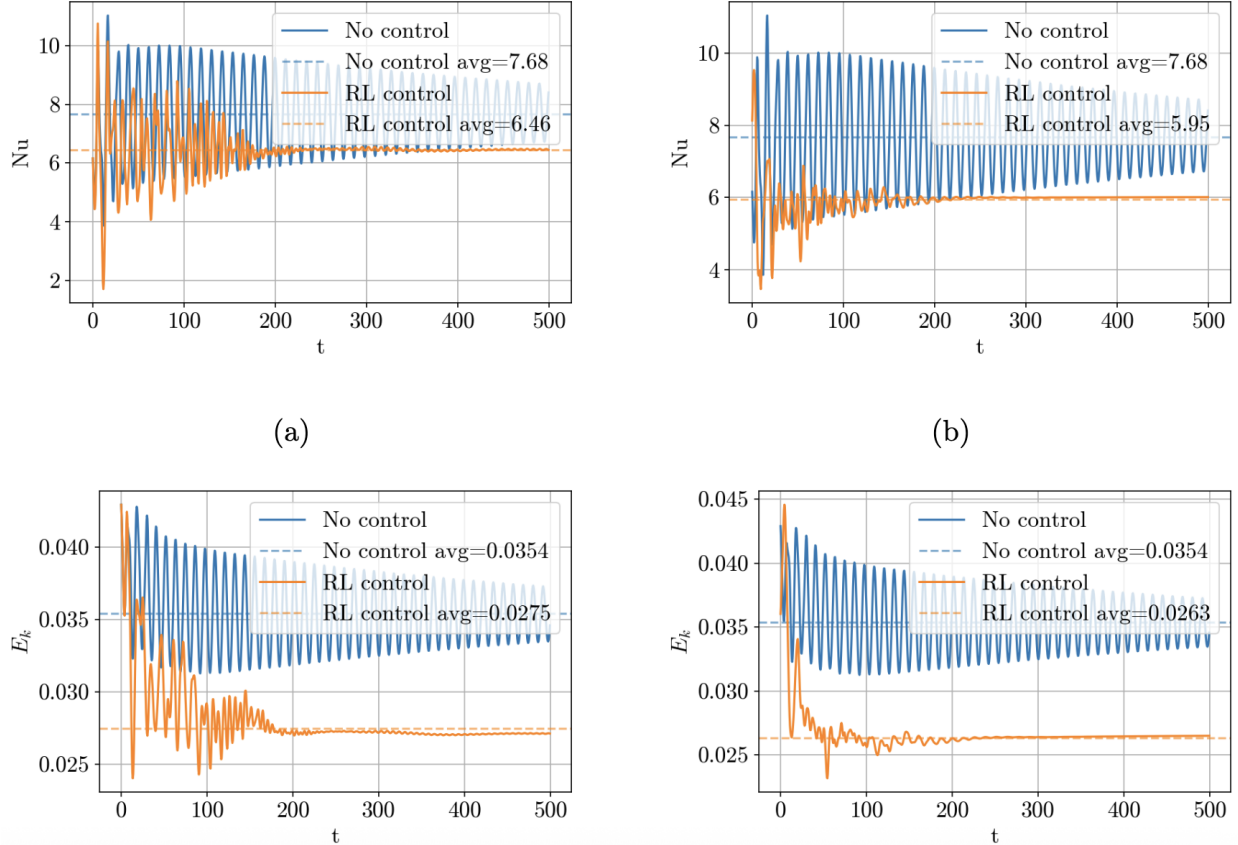 No control
No control avg=7.68
RL control
RL control avg=6.46
10
8
6
4
2
Nu
0
100
200
300
400
500
t
No control
No control avg=7.68
RL control
RL control avg=5.95
10
8
6
4
Nu
0
100
200
300
400
500
t
(a)
(b)
No control
No control avg=0.0354
RL control
RL control avg=0.0275
0.040
0.035
0.030
0.025
E_k
0
100
200
300
400
500
t
No control
No control avg=0.0354
RL control
RL control avg=0.0263
0.045
0.040
0.035
0.030
0.025
E_k
0
100
200
300
400
500
t